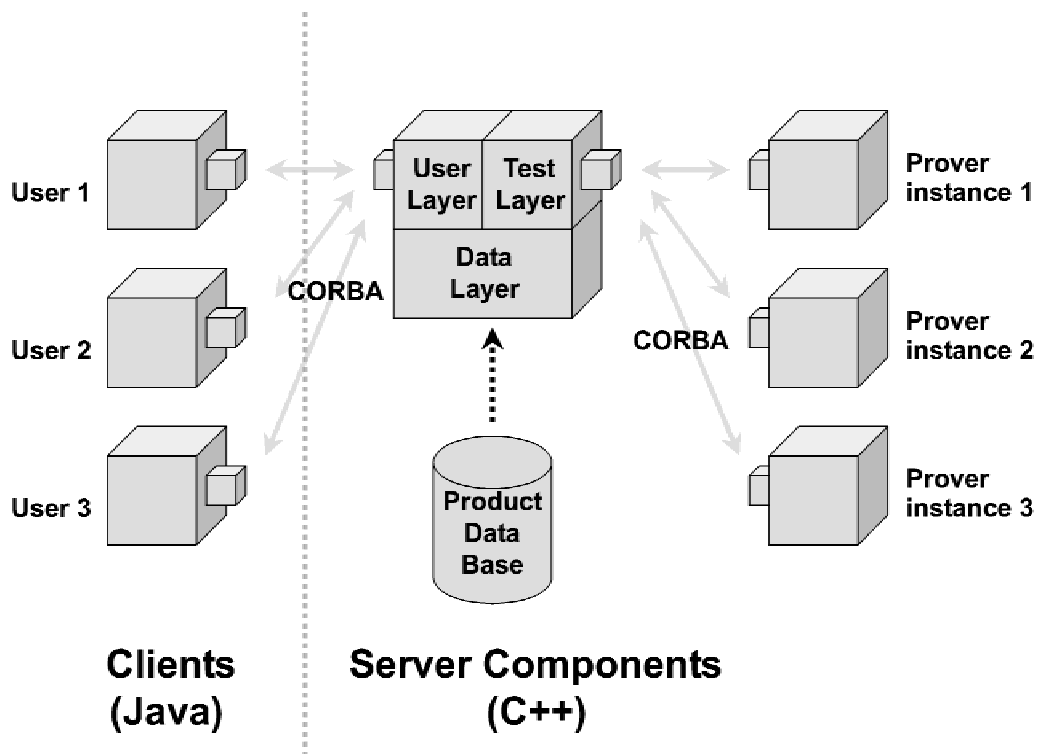 User 1
User
Layer
Test
Layer
Prover
instance 1
Data
Layer
CORBA
User 2
CORBA
Prover
instance 2
User 3
Product
Data
Base
Prover
instance 3
Clients
(Java)
Server Components
(C++)